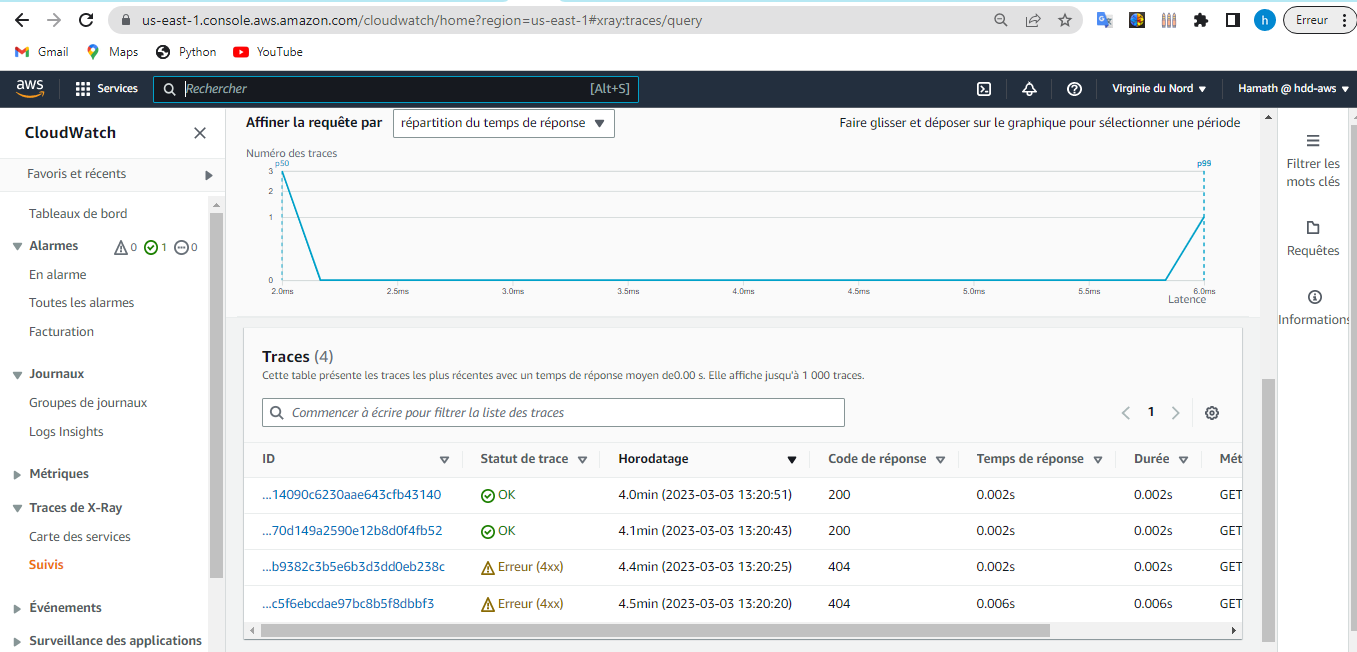 us-east-1.console.aws.amazon.com/cloudwatch/home?region=us-east-1#xray:traces/query
h
Erreur
Gmail
Maps
Python
YouTube
aws
Services
Rechercher
[Alt+S]
Virginie du Nord
Hamath @ hdd-aws
CloudWatch
Favoris et récents
Tableaux de bord
Alarmes
0
1
0
En alarme
Toutes les alarmes
Facturation
Journaux
Groupes de journaux
Logs Insights
Métriques
Traces de X-Ray
Carte des services
Suivis
Événements
Surveillance des applications
Affiner la requête par
répartition du temps de réponse
Faire glisser et déposer sur le graphique pour sélectionner une période
Numéro des traces
p50
p99
3
2
1
0
2.0ms 2.5ms 3.0ms 3.5ms 4.0ms 4.5ms 5.0ms 5.5ms 6.0ms
Latence
Traces (4)
Cette table présente les traces les plus récentes avec un temps de réponse moyen de0.00 s. Elle affiche jusqu'à 1 000 traces.
Commencer à écrire pour filtrer la liste des traces
1
ID Statut de trace Horodatage Code de réponse Temps de réponse Durée Mét
...14090c6230aae643cfb43140 OK 4.0min (2023-03-03 13:20:51) 200 0.002s 0.002s GET
...70d149a2590e12b8d0f4fb52 OK 4.1min (2023-03-03 13:20:43) 200 0.002s 0.002s GET
...b9382c3b5e6b3d3dd0eb238c Erreur (4xx) 4.4min (2023-03-03 13:20:25) 404 0.002s 0.002s GET
...c5f6ebcdae97bc8b5f8dbbf3 Erreur (4xx) 4.5min (2023-03-03 13:20:20) 404 0.006s 0.006s GET
Filtrer les
mots clés
Requêtes
Informations